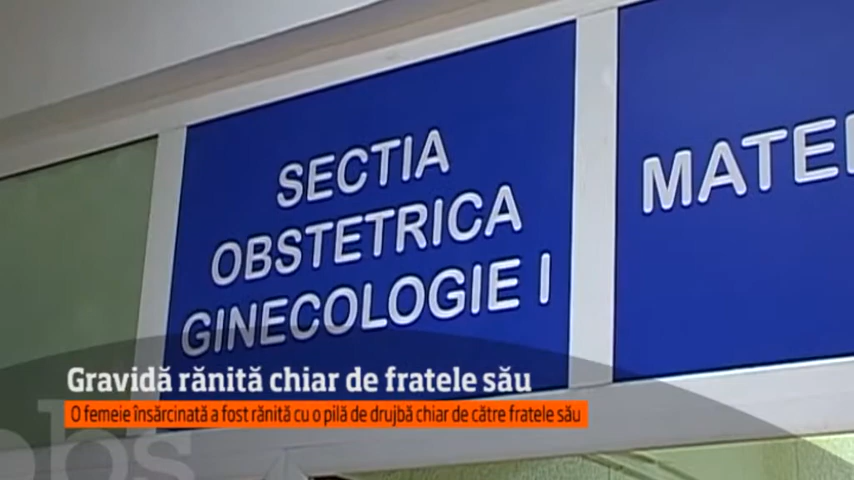 SECTIA
OBSTETRICA
GINECOLOGIE I
Gravidă rănită chiar de fratele său
O femeie însărcinată a fost rănită cu o pilă de drujbă chiar de către fratele său